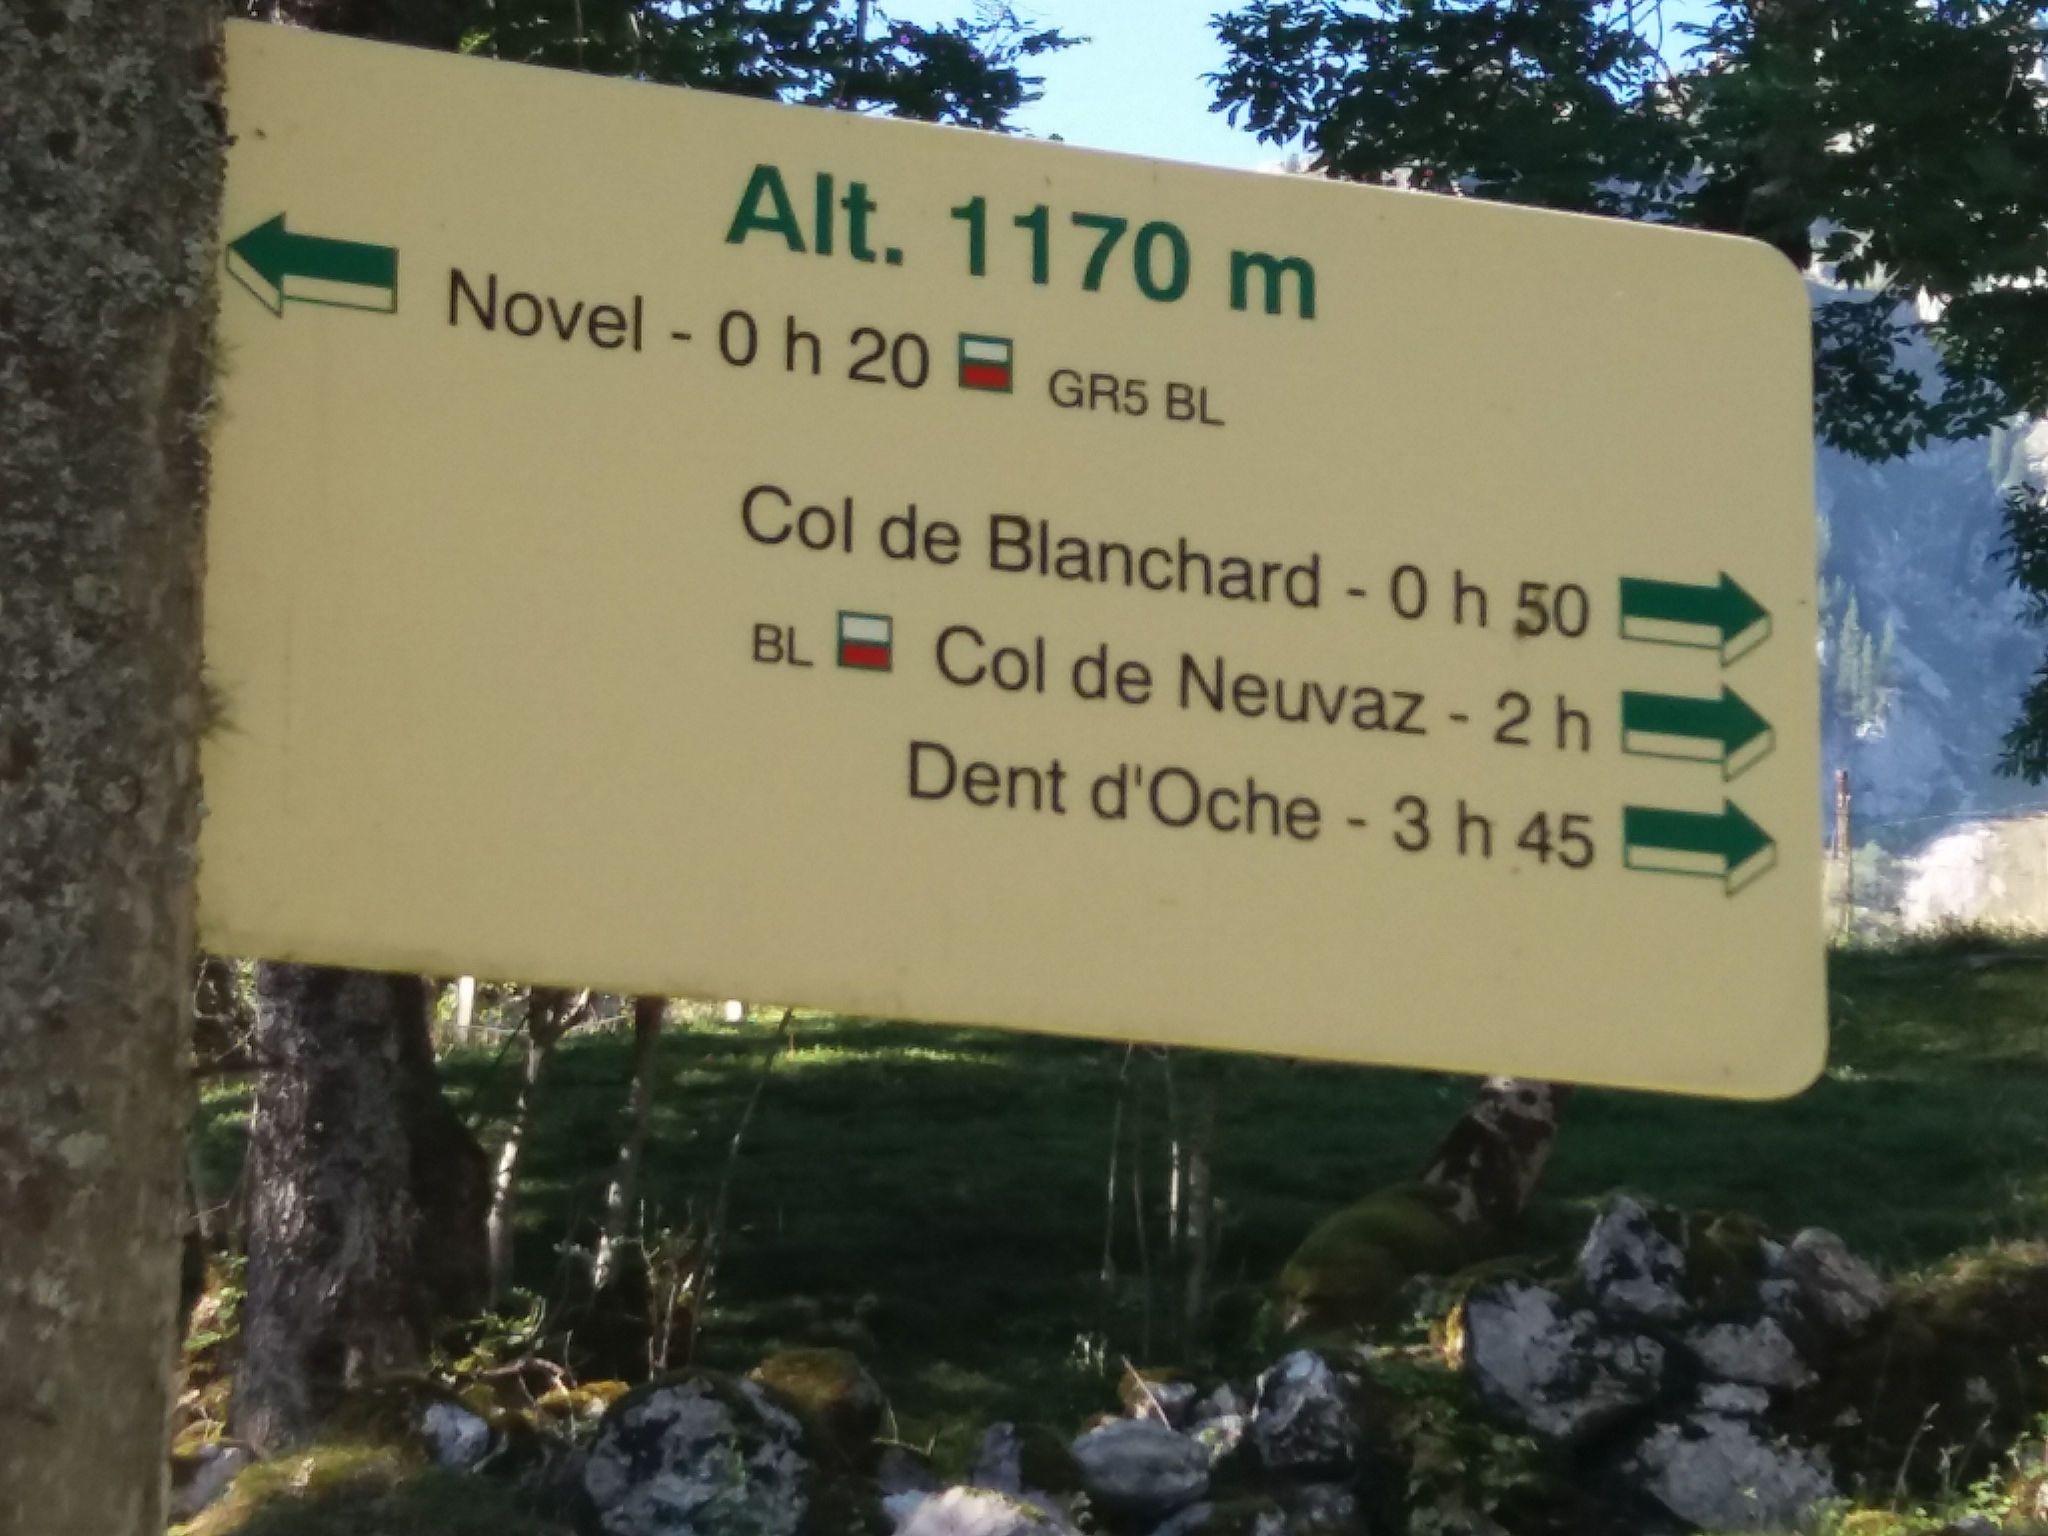 Alt. 1170 m
Novel - 0 h 20 GR5 BL
Col de Blanchard - 0 h 50
BL Col de Neuvaz - 2 h
Dent d'Oche - 3 h 45